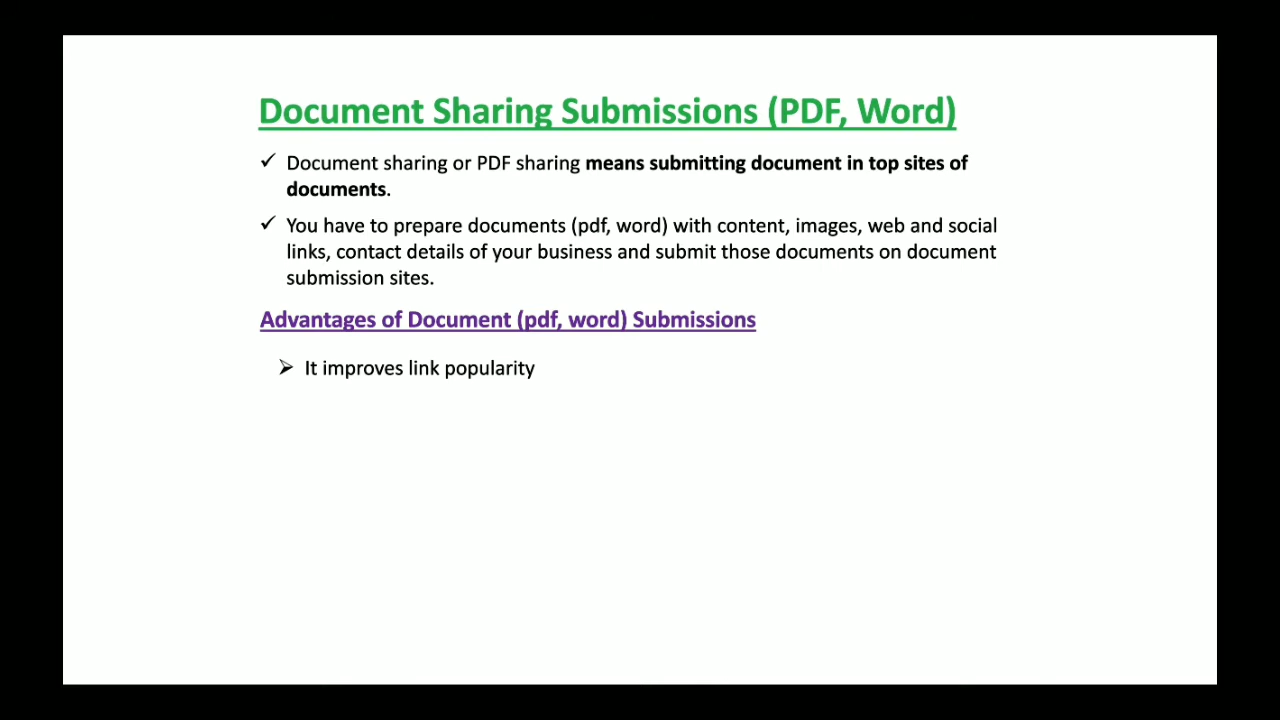 Document Sharing Submissions (PDF, Word)
✓ Document sharing or PDF sharing means submitting document in top sites of
documents.
✓ You have to prepare documents (pdf, word) with content, images, web and social
links, contact details of your business and submit those documents on document
submission sites.
Advantages of Document (pdf, word) Submissions
➢ It improves link popularity